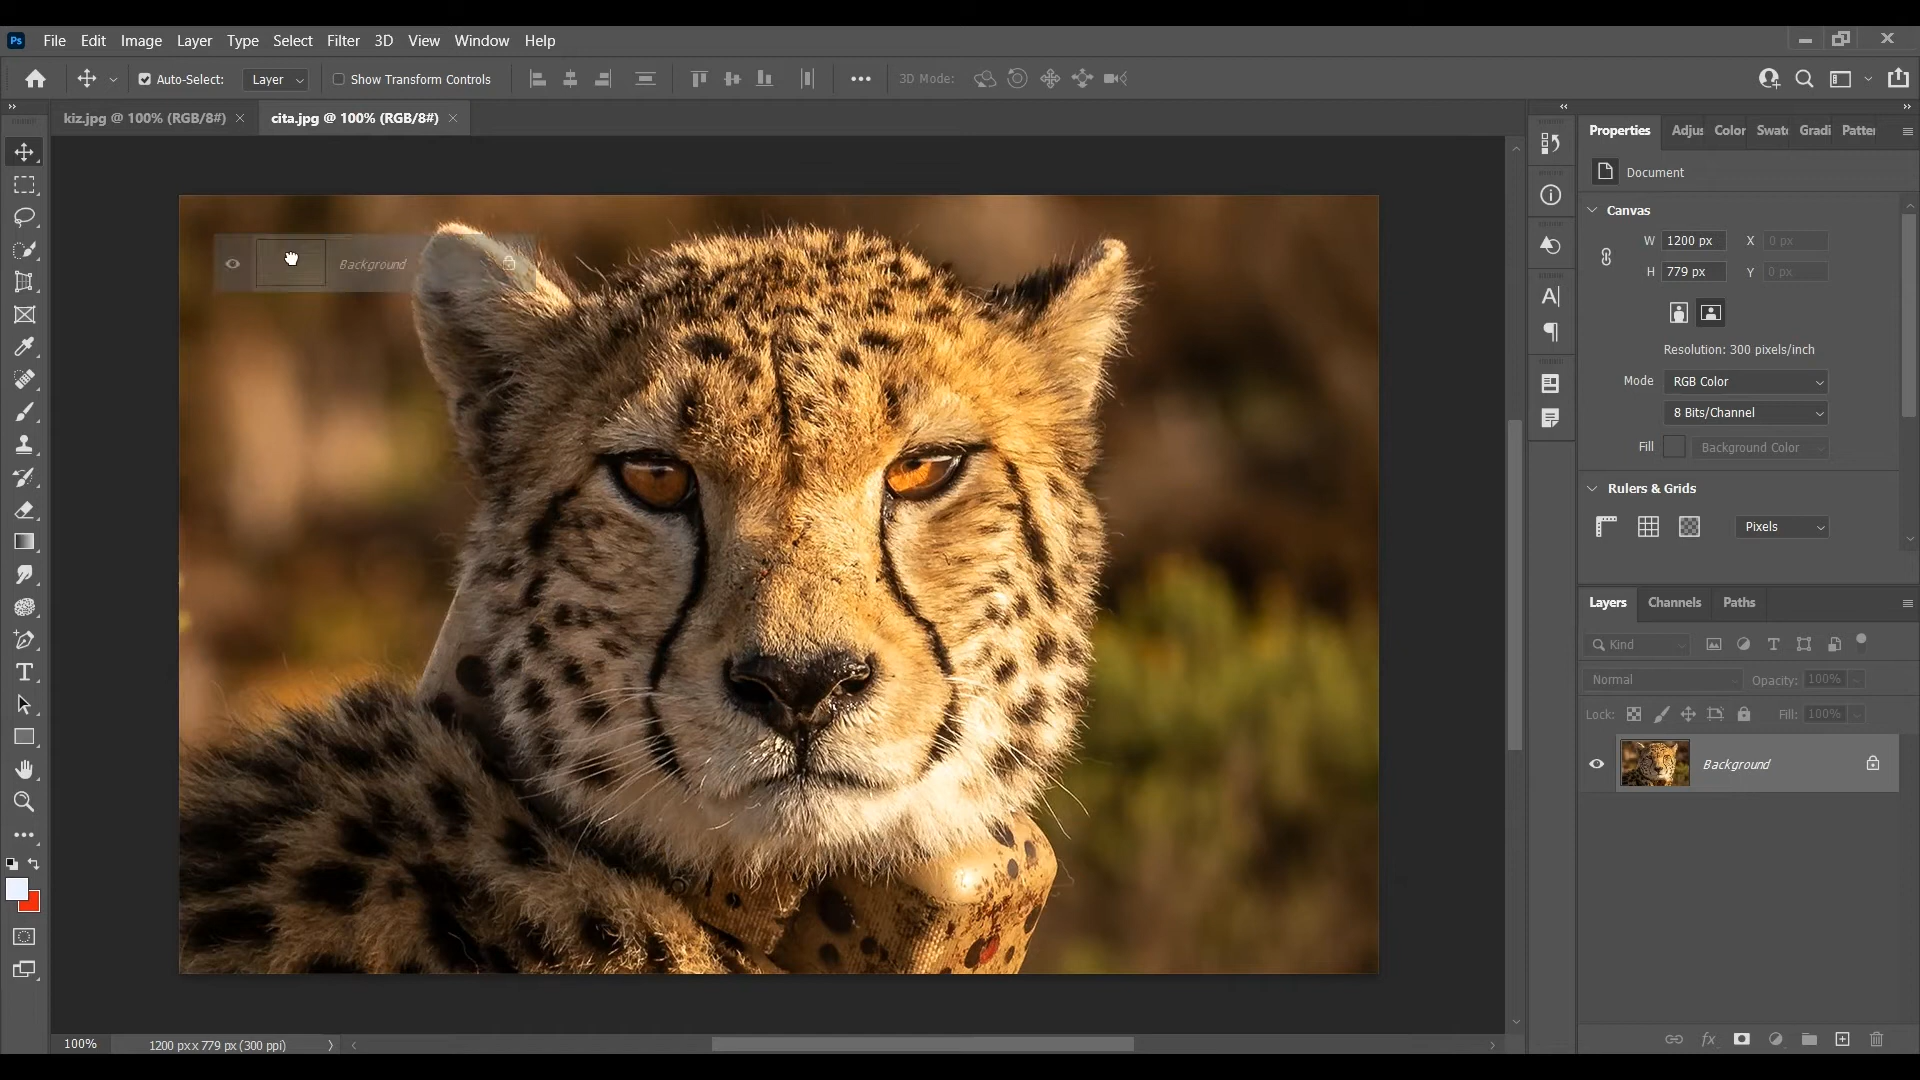 Ps File Edit Image Layer Type Select Filter 3D View Window Help
Auto-Select: Layer Show Transform Controls 3D Mode:
kiz.jpg @ 100% (RGB/8#) cita.jpg @ 100% (RGB/8#)
Properties Adjus Color Swatc Gradi Patter
Document
Canvas
W 1200 px X 0 px
H 779 px Y 0 px
Resolution: 300 pixels/inch
Mode RGB Color
8 Bits/Channel
Fill Background Color
Rulers & Grids
Pixels
Background
Layers Channels Paths
Kind
Normal Opacity: 100%
Lock: Fill: 100%
Background
100% 1200 px x 779 px (300 ppi)